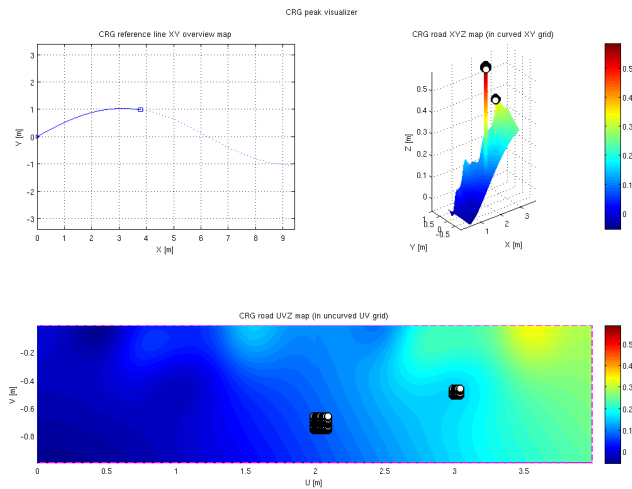 CRG peak visualizer
CRG reference line XY overview map
3
2
1
0
-1
-2
-3
Y [m]
0 1 2 3 4 5 6 7 8 9
X [m]
CRG road XYZ map (in curved XY grid)
0.5
0.4
0.3
0.2
0.1
0
Z [m]
0.5
0
-0.5
Y [m]
1 2 3
X [m]
0.5
0.4
0.3
0.2
0.1
0
CRG road UVZ map (in uncurved UV grid)
-0.2
-0.4
-0.6
-0.8
V [m]
0 0.5 1 1.5 2 2.5 3 3.5
U [m]
0.5
0.4
0.3
0.2
0.1
0